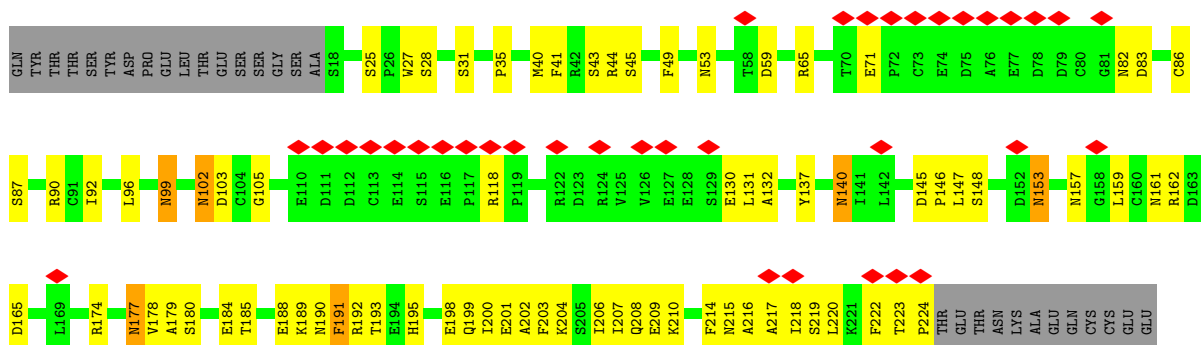 GLN TYR THR THR SER TYR ASP PRO GLU LEU THR GLU SER SER GLY SER ALA S18 S25 P26 W27 S28 S31 P35 M40 F41 R42 S43 R44 S45 F49 N53 T58 D59 R65 T70 E71 P72 C73 E74 D75 A76 E77 D78 D79 C80 G81 N82 D83 C86
S87 R90 C91 I92 L96 N99 N102 D103 C104 G105 E110 D111 D112 C113 E114 S115 E116 P117 R118 P119 R122 D123 R124 V125 V126 E127 E128 S129 E130 L131 A132 Y137 N140 I141 L142 D145 P146 L147 S148 D152 N153 N157 G158 L159 C160 N161 R162 D163
D165 L169 R174 N177 V178 A179 S180 E184 T185 E188 K189 N190 F191 R192 T193 E194 H195 E198 Q199 I200 E201 A202 F203 K204 S205 I206 I207 Q208 E209 K210 F214 N215 A216 A217 I218 S219 L220 K221 F222 T223 P224 THR GLU THR ASN LYS ALA GLU GLN CYS CYS GLU GLU